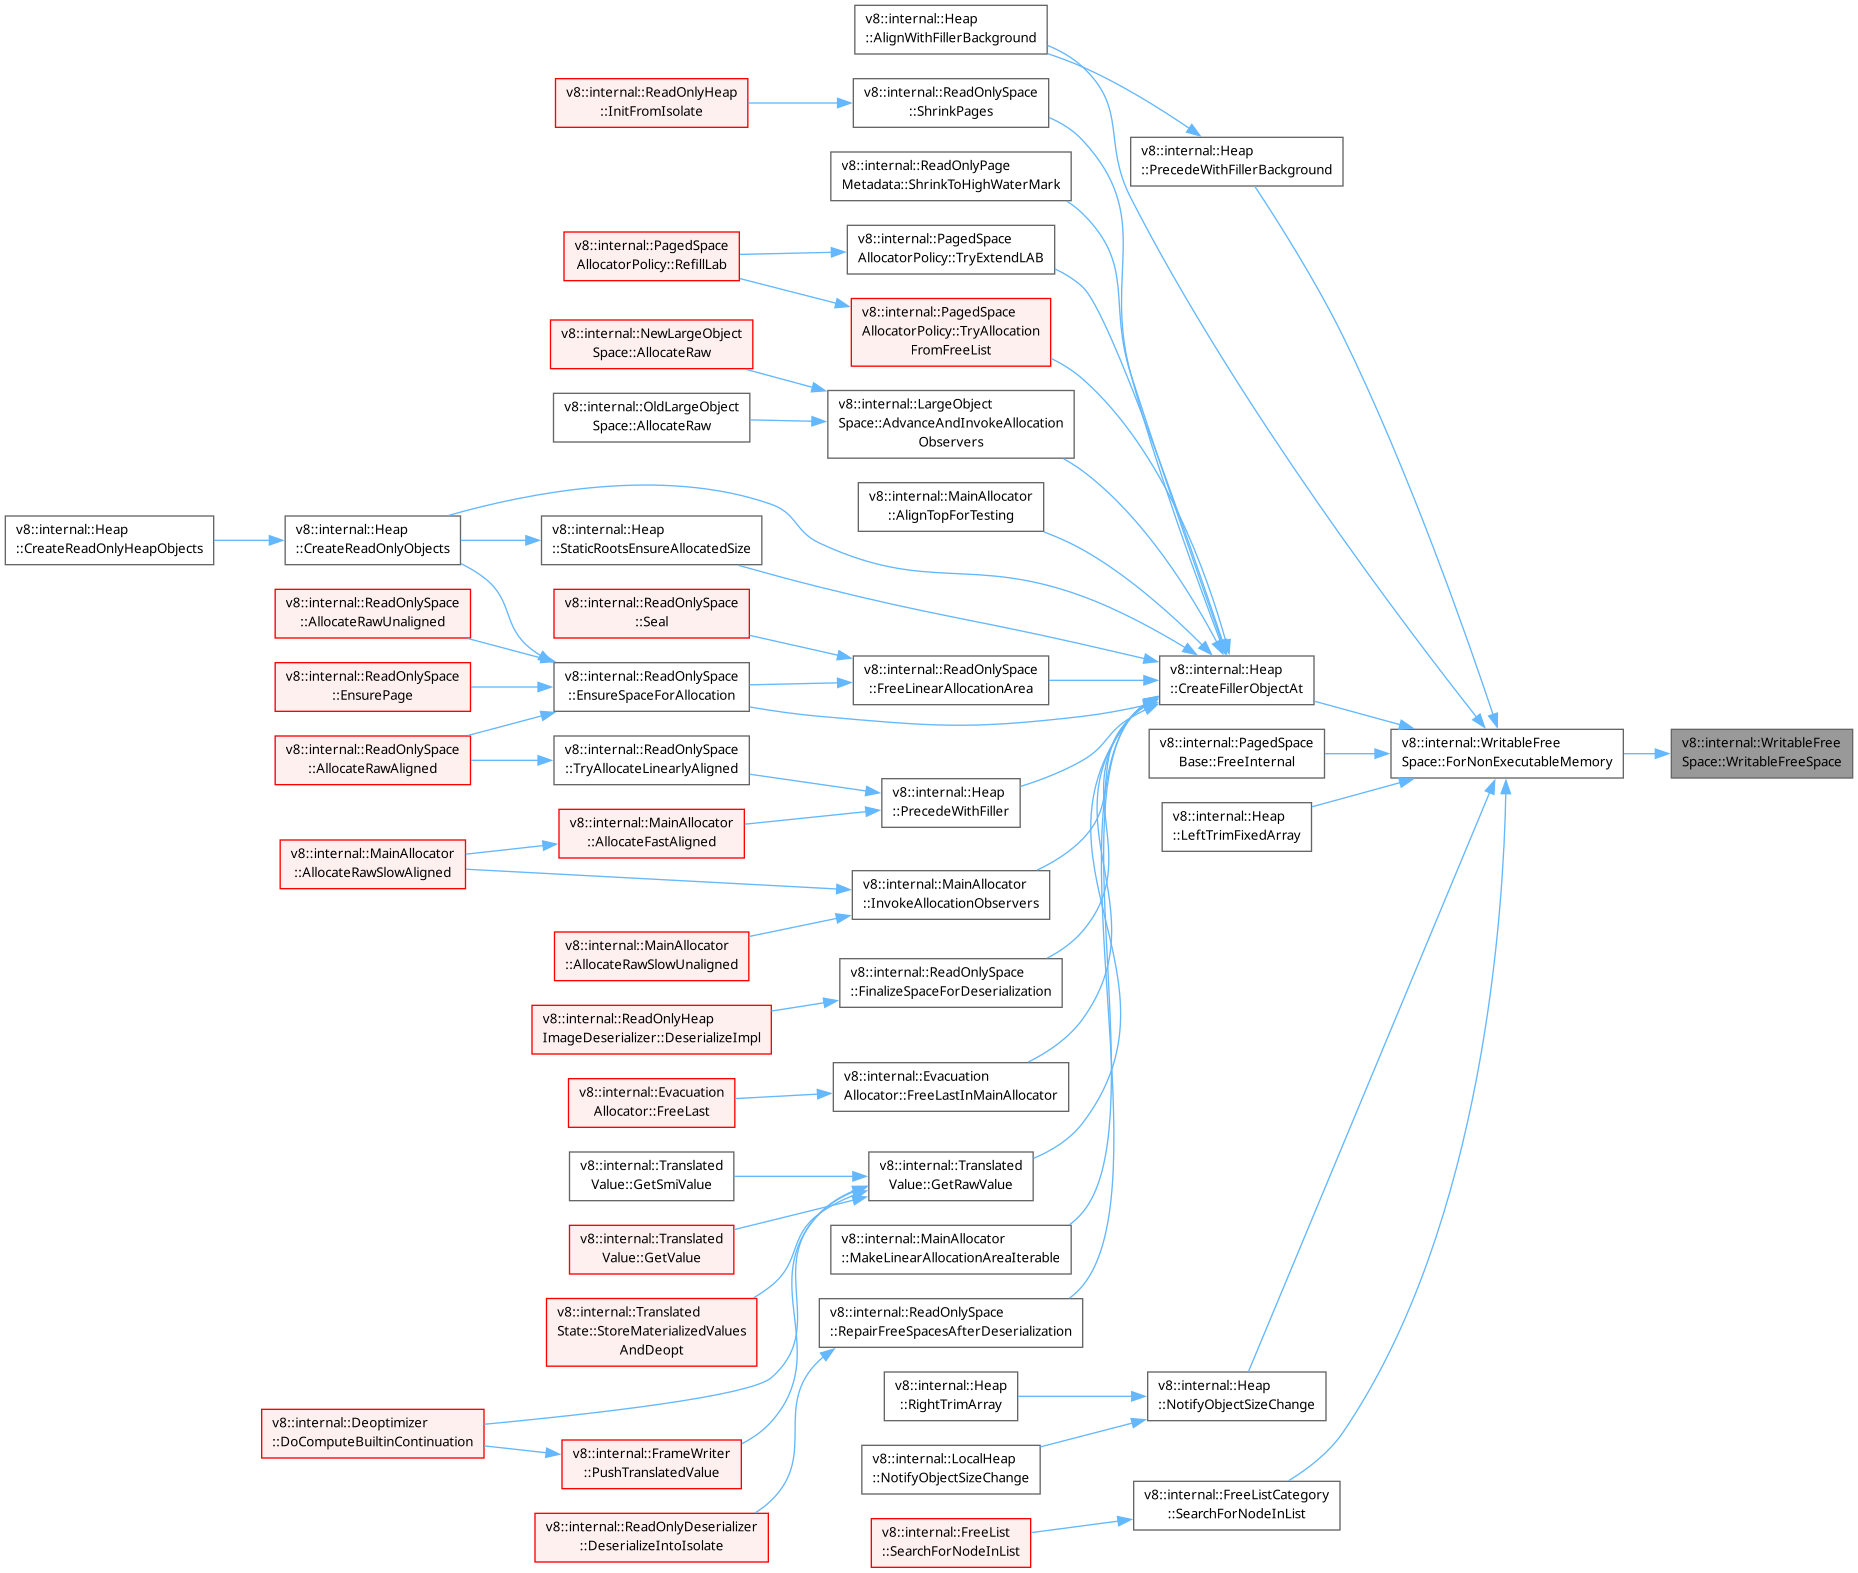 v8::internal::Heap
::AlignWithFillerBackground
v8::internal::ReadOnlyHeap
::InitFromIsolate
v8::internal::ReadOnlySpace
::ShrinkPages
v8::internal::Heap
::PrecedeWithFillerBackground
v8::internal::ReadOnlyPage
Metadata::ShrinkToHighWaterMark
v8::internal::PagedSpace
AllocatorPolicy::RefillLab
v8::internal::PagedSpace
AllocatorPolicy::TryExtendLAB
v8::internal::PagedSpace
AllocatorPolicy::TryAllocation
FromFreeList
v8::internal::NewLargeObject
Space::AllocateRaw
v8::internal::OldLargeObject
Space::AllocateRaw
v8::internal::LargeObject
Space::AdvanceAndInvokeAllocation
Observers
v8::internal::MainAllocator
::AlignTopForTesting
v8::internal::Heap
::CreateReadOnlyHeapObjects
v8::internal::Heap
::CreateReadOnlyObjects
v8::internal::Heap
::StaticRootsEnsureAllocatedSize
v8::internal::ReadOnlySpace
::AllocateRawUnaligned
v8::internal::ReadOnlySpace
::Seal
v8::internal::ReadOnlySpace
::EnsurePage
v8::internal::ReadOnlySpace
::EnsureSpaceForAllocation
v8::internal::ReadOnlySpace
::FreeLinearAllocationArea
v8::internal::Heap
::CreateFillerObjectAt
v8::internal::ReadOnlySpace
::AllocateRawAligned
v8::internal::ReadOnlySpace
::TryAllocateLinearlyAligned
v8::internal::PagedSpace
Base::FreeInternal
v8::internal::WritableFree
Space::ForNonExecutableMemory
v8::internal::WritableFree
Space::WritableFreeSpace
v8::internal::Heap
::PrecedeWithFiller
v8::internal::Heap
::LeftTrimFixedArray
v8::internal::MainAllocator
::AllocateFastAligned
v8::internal::MainAllocator
::AllocateRawSlowAligned
v8::internal::MainAllocator
::InvokeAllocationObservers
v8::internal::MainAllocator
::AllocateRawSlowUnaligned
v8::internal::ReadOnlySpace
::FinalizeSpaceForDeserialization
v8::internal::ReadOnlyHeap
ImageDeserializer::DeserializeImpl
v8::internal::Evacuation
Allocator::FreeLast
v8::internal::Evacuation
Allocator::FreeLastInMainAllocator
v8::internal::Translated
Value::GetSmiValue
v8::internal::Translated
Value::GetRawValue
v8::internal::Translated
Value::GetValue
v8::internal::MainAllocator
::MakeLinearAllocationAreaIterable
v8::internal::Translated
State::StoreMaterializedValues
AndDeopt
v8::internal::ReadOnlySpace
::RepairFreeSpacesAfterDeserialization
v8::internal::Heap
::RightTrimArray
v8::internal::Heap
::NotifyObjectSizeChange
v8::internal::Deoptimizer
::DoComputeBuiltinContinuation
v8::internal::FrameWriter
::PushTranslatedValue
v8::internal::LocalHeap
::NotifyObjectSizeChange
v8::internal::FreeListCategory
::SearchForNodeInList
v8::internal::ReadOnlyDeserializer
::DeserializeIntoIsolate
v8::internal::FreeList
::SearchForNodeInList